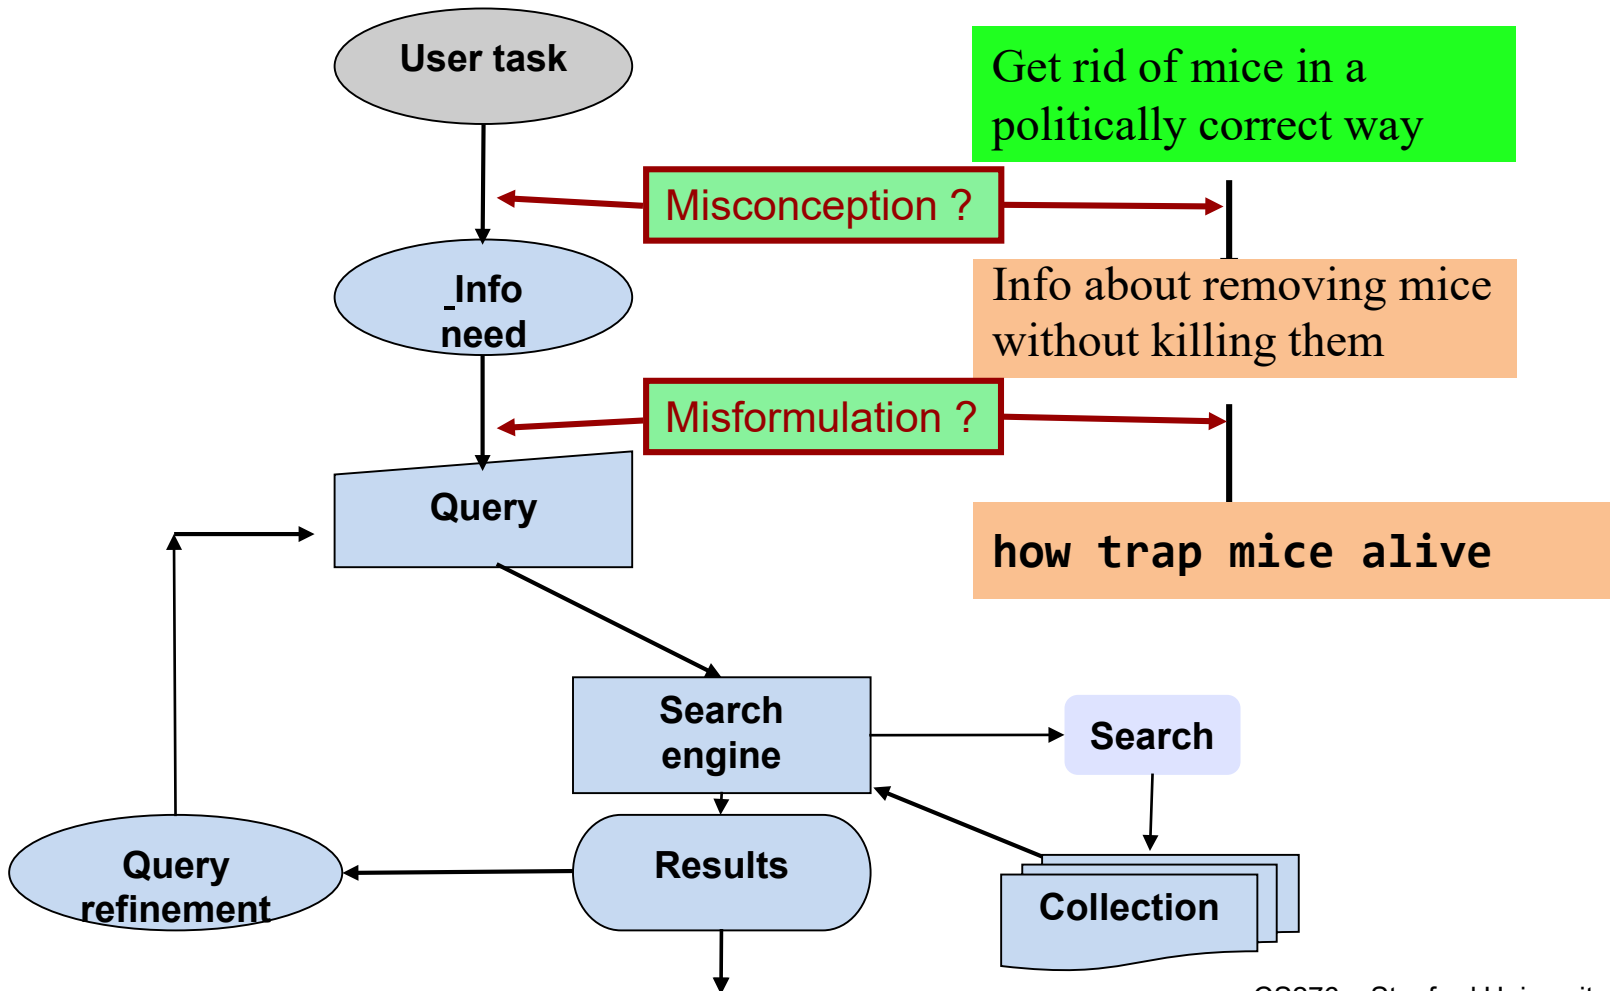 User task
Get rid of mice in a
politically correct way
Misconception ?
Info
need
Info about removing mice
without killing them
Misformulation ?
Query
how trap mice alive
Search
engine
Search
Query
refinement
Results
Collection